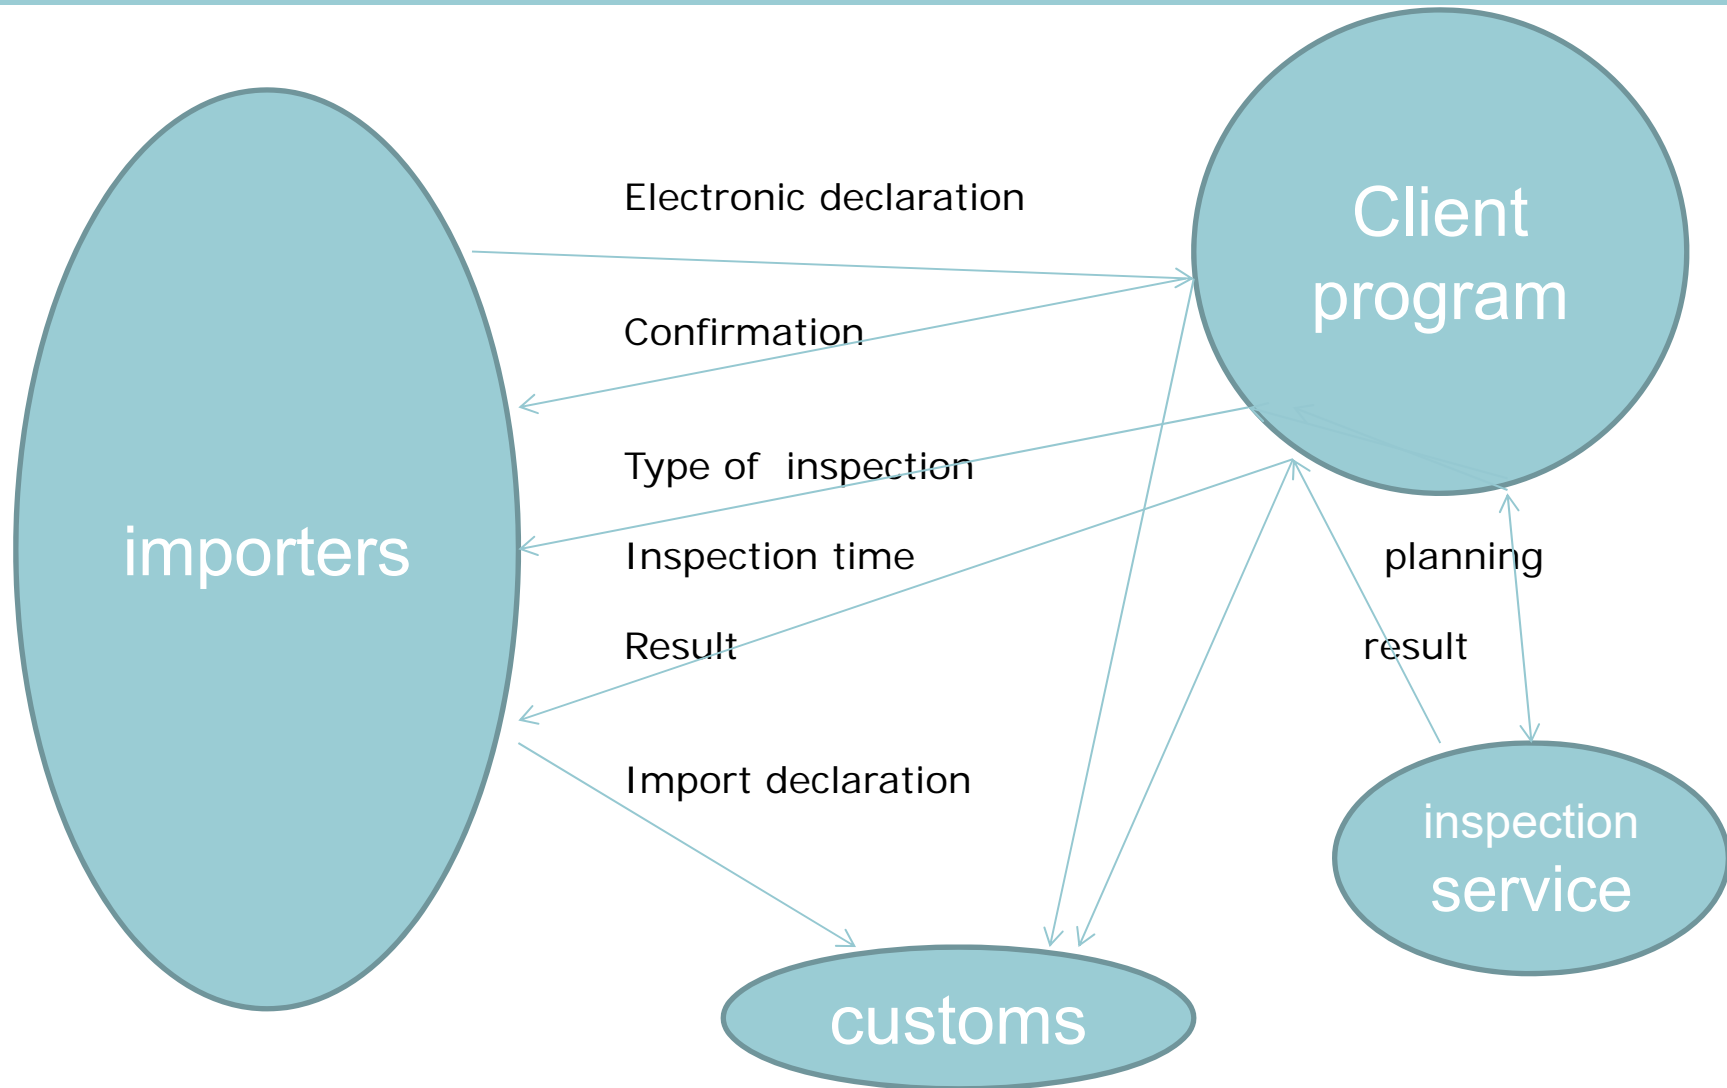 Client
program
Electronic declaration
Confirmation
Type of  inspection
importers
Inspection time
planning
Result
result
Import declaration
inspection
service
customs